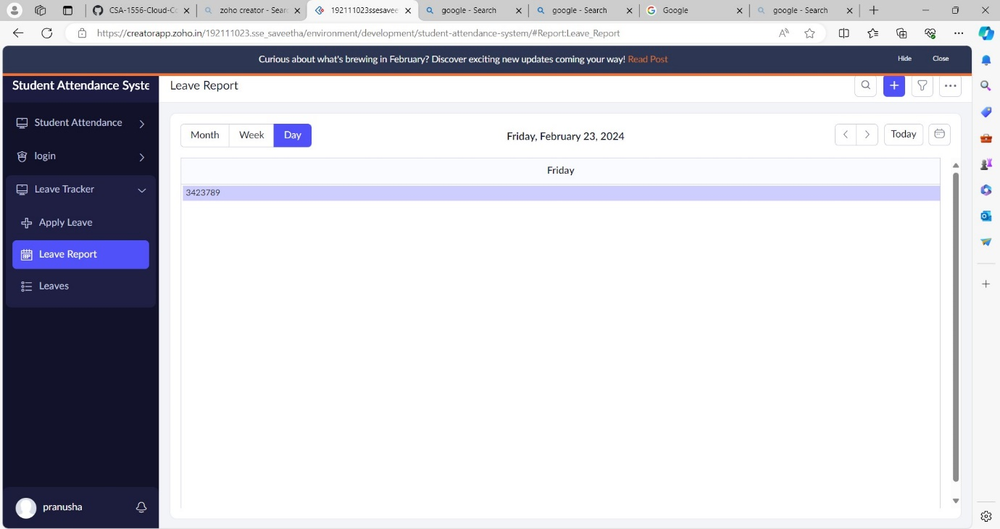 CSA-1556-Cloud-Co
zoho creator - Searc
192111023ssesavee
google - Search
google - Search
Google
google - Search
https://creatorapp.zoho.in/192111023.sse_saveetha/environment/development/student-attendance-system/#Report:Leave_Report
Curious about what's brewing in February? Discover exciting new updates coming your way! Read Post
Hide
Close
Student Attendance Syste
Leave Report
Student Attendance
login
Leave Tracker
Apply Leave
Leave Report
Leaves
pranusha
Month Week Day
Friday, February 23, 2024
Today
Friday
3423789